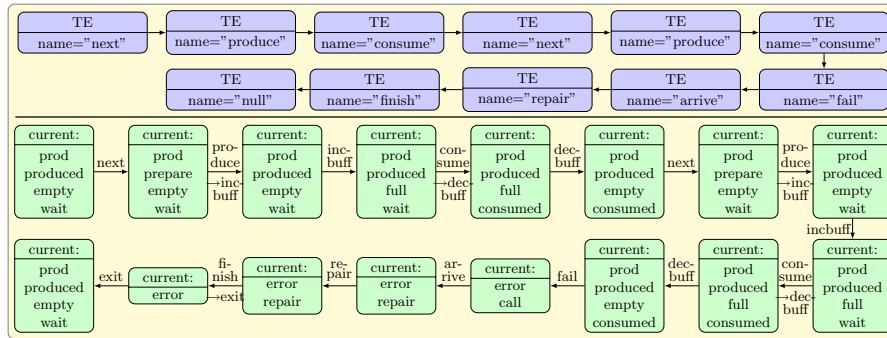 TE TE TE TE TE TE
name="next" name="produce" name="consume" name="next" name="produce" name="consume"
TE TE TE TE TE
name="null" name="finish" name="repair" name="arrive" name="fail"
current:
prod
produced
empty
wait
next
current:
prod
prepare
empty
wait
pro-
duce
→inc-
buff
current:
prod
produced
empty
wait
inc-
buff
current:
prod
produced
full
wait
con-
sume
→dec-
buff
current:
prod
produced
full
consumed
dec-
buff
current:
prod
produced
empty
consumed
next
current:
prod
prepare
empty
wait
pro-
duce
→inc-
buff
current:
prod
produced
empty
wait
incbuff
current:
prod
produced
empty
wait
exit
current:
error
fi-
nish
→exit
current:
error
repair
re-
pair
current:
error
repair
ar-
rive
current:
error
call
fail
current:
prod
produced
empty
consumed
dec-
buff
current:
prod
produced
full
consumed
con-
sume
→dec-
buff
current:
prod
produced
full
wait